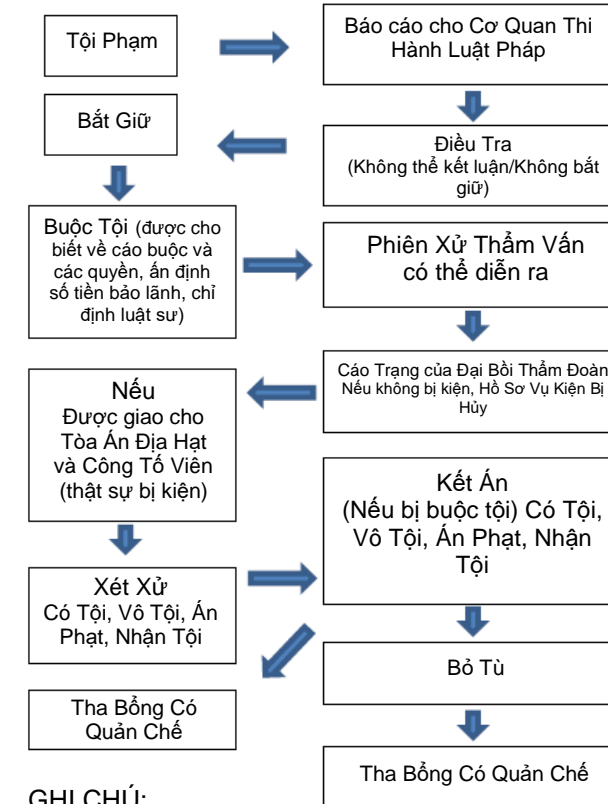 Tội Phạm
Báo cáo cho Cơ Quan Thi
Hành Luật Pháp
Bắt Giữ
Điều Tra
(Không thể kết luận/Không bắt
giữ)
Buộc Tội (được cho
biết về cáo buộc và
các quyền, ấn định
số tiền bảo lãnh, chỉ
định luật sư)
Phiên Xử Thẩm Vấn
có thể diễn ra
Cáo Trạng của Đại Bồi Thẩm Đoàn
Nếu không bị kiện, Hồ Sơ Vụ Kiện Bị
Hủy
Nếu
Được giao cho
Tòa Án Địa Hạt
và Công Tố Viên
(thật sự bị kiện)
Kết Án
(Nếu bị buộc tội) Có Tội,
Vô Tội, Án Phạt, Nhận
Tội
Xét Xử
Có Tội, Vô Tội, Án
Phạt, Nhận Tội
Bỏ Tù
Tha Bổng Có
Quản Chế
Tha Bổng Có Quản Chế
GHI CHÚ: